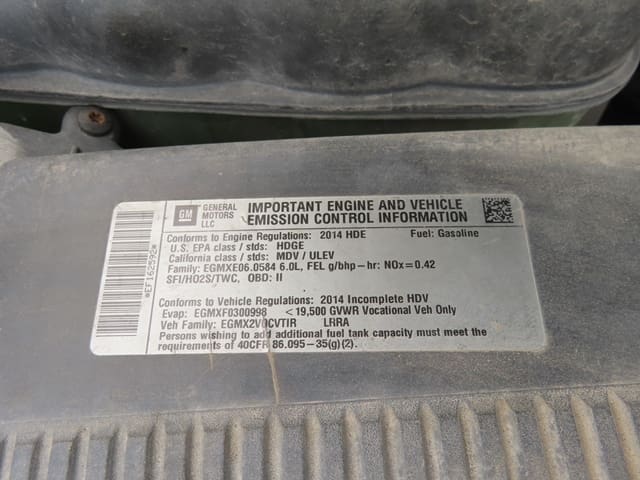 GM GENERAL MOTORS LLC
IMPORTANT ENGINE AND VEHICLE
EMISSION CONTROL INFORMATION
Conforms to Engine Regulations: 2014 HDE Fuel: Gasoline
U.S. EPA class / stds: HDGE
California class / stds: MDV / ULEV
Family: EGMXE06.0584 6.0L, FEL g/bhp-hr: NOx=0.42
SFI/HO2S/TWC, OBD: II
Conforms to Vehicle Regulations: 2014 Incomplete HDV
Evap: EGMXF0300998 <19,500 GVWR Vocational Veh Only
Veh Family: EGMX2V0CVTIR LRRA
Persons wishing to add additional fuel tank capacity must meet the
requirements of 40CFR 86.095-35(g)(2).
*EF162592*